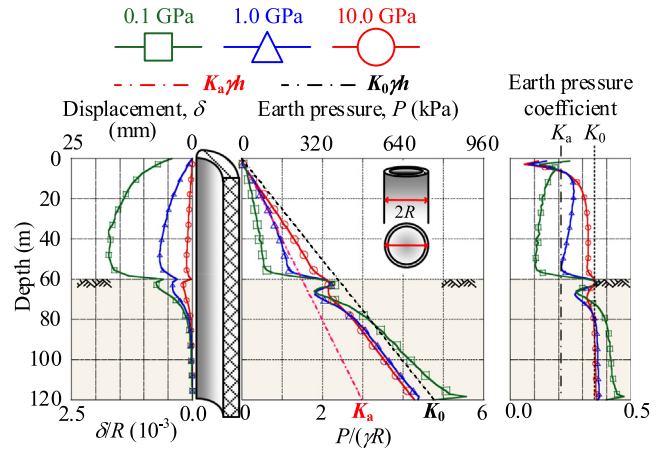 0.1 GPa 1.0 GPa 10.0 GPa
Kₐγh K₀γh
Displacement, δ (mm)
Earth pressure, P (kPa)
Earth pressure coefficient
25 0
0 320 640 960
Kₐ K₀
Depth (m)
0
20
40
60
80
100
120
2R
Kₐ K₀
2.5 0.0
0 2 4 6
0.0 0.5
δ/R (10⁻³)
P/(γR)